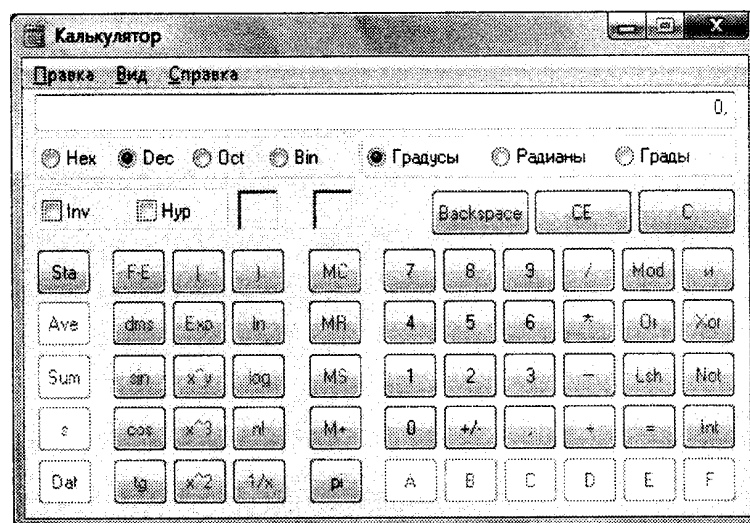 Калькулятор
Правка Вид Справка
0,
Hex Dec Oct Bin Градусы Радианы Грады
Inv Hyp Backspace CE C
Sta F-E ( ) MC 7 8 9 / Mod и
Ave dms Exp ln MR 4 5 6 * Or Xor
Sum sin x^y log MS 1 2 3 − Lsh Not
s cos x^3 n! M+ 0 +/- , + = Int
Dat tg x^2 1/x pi A B C D E F